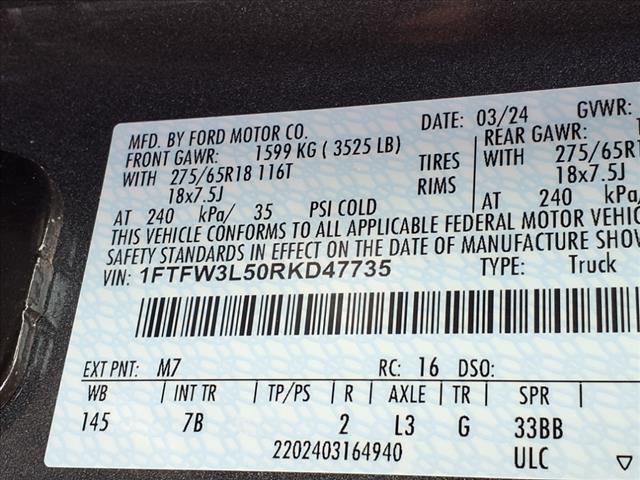 MFD. BY FORD MOTOR CO. DATE: 03/24 GVWR:
FRONT GAWR: 1599 KG ( 3525 LB) REAR GAWR:
WITH 275/65R18 116T TIRES WITH 275/65R1
18x7.5J RIMS 18x7.5J
AT 240 kPa/ 35 PSI COLD AT 240 kPa/
THIS VEHICLE CONFORMS TO ALL APPLICABLE FEDERAL MOTOR VEHIC
SAFETY STANDARDS IN EFFECT ON THE DATE OF MANUFACTURE SHOW
VIN: 1FTFW3L50RKD47735 TYPE: Truck
EXT PNT: M7 RC: 16 DSO:
WB INT TR TP/PS R AXLE TR SPR
145 7B 2 L3 G 33BB
2202403164940 ULC